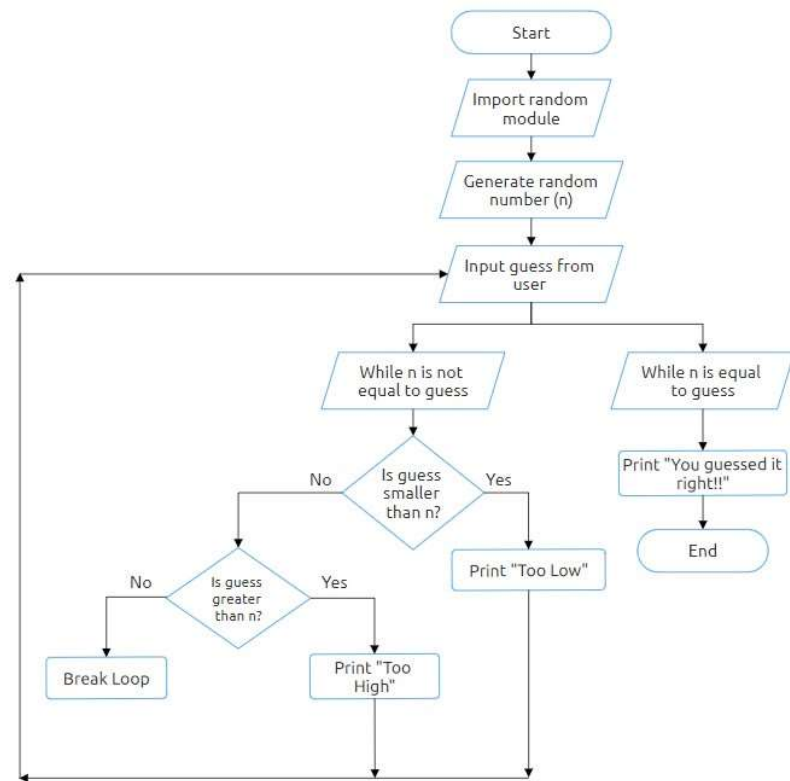 Start
Import random
module
Generate random
number (n)
Input guess from
user
While n is not
equal to guess
While n is equal
to guess
No
Is guess
smaller
than n?
Yes
Print "You guessed it
right!!"
End
Print "Too Low"
No
Is guess
greater
than n?
Yes
Break Loop
Print "Too
High"